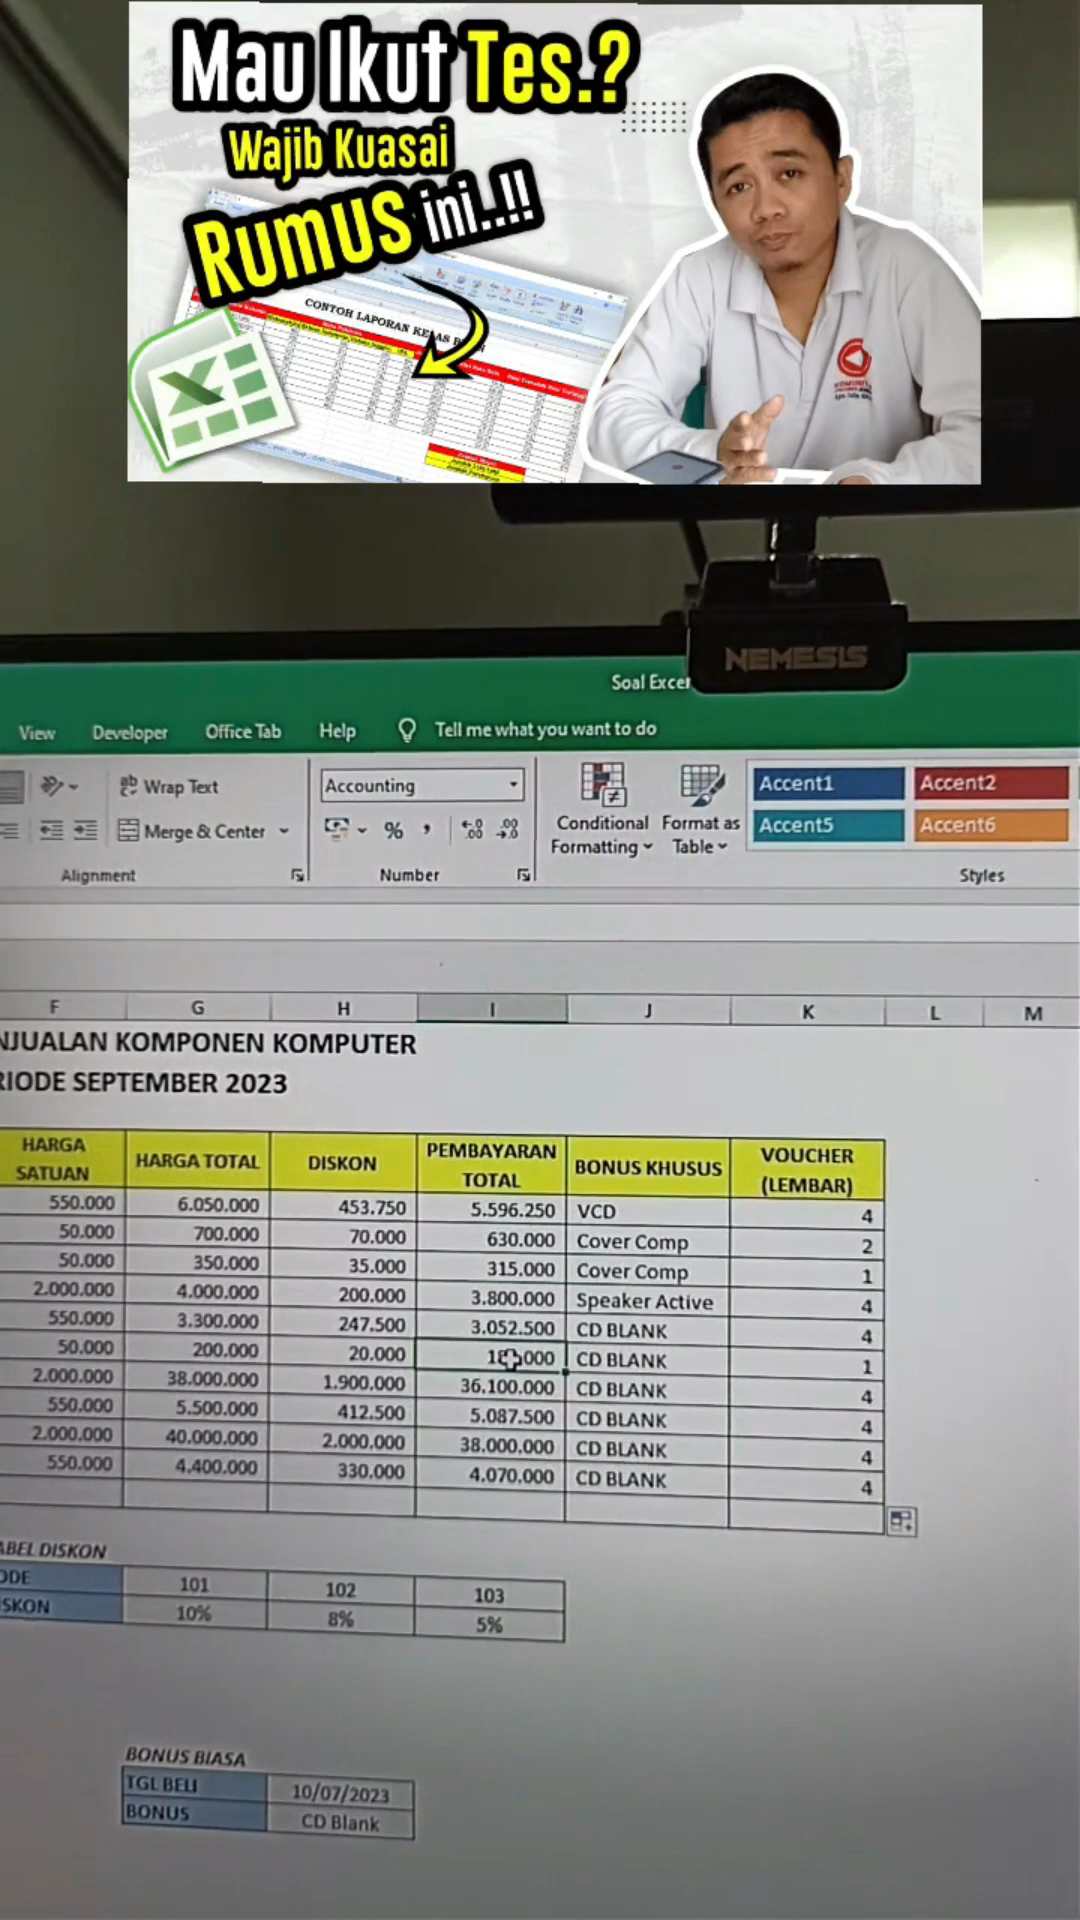 Mau Ikut Tes.?
Wajib Kuasai
Rumus ini..!!
CONTOH LAPORAN
NEMESIS
Soal Excel
View Developer Office Tab Help Tell me what you want to do
Wrap Text Accounting Accent1 Accent2
Merge & Center % Conditional Formatting Format as Table Accent5 Accent6
Alignment Number Styles
F G H I J K L M
NJUALAN KOMPONEN KOMPUTER
RIODE SEPTEMBER 2023
HARGA SATUAN HARGA TOTAL DISKON PEMBAYARAN TOTAL BONUS KHUSUS VOUCHER (LEMBAR)
550.000 6.050.000 453.750 5.596.250 VCD 4
50.000 700.000 70.000 630.000 Cover Comp 2
50.000 350.000 35.000 315.000 Cover Comp 1
2.000.000 4.000.000 200.000 3.800.000 Speaker Active 4
550.000 3.300.000 247.500 3.052.500 CD BLANK 4
50.000 200.000 20.000 CD BLANK 1
2.000.000 38.000.000 1.900.000 36.100.000 CD BLANK 4
550.000 5.500.000 412.500 5.087.500 CD BLANK 4
2.000.000 40.000.000 2.000.000 38.000.000 CD BLANK 4
550.000 4.400.000 330.000 4.070.000 CD BLANK 4
ABEL DISKON
ODE 101 102 103
ISKON 10% 8% 5%
BONUS BIASA
TGL BELI 10/07/2023
BONUS CD Blank